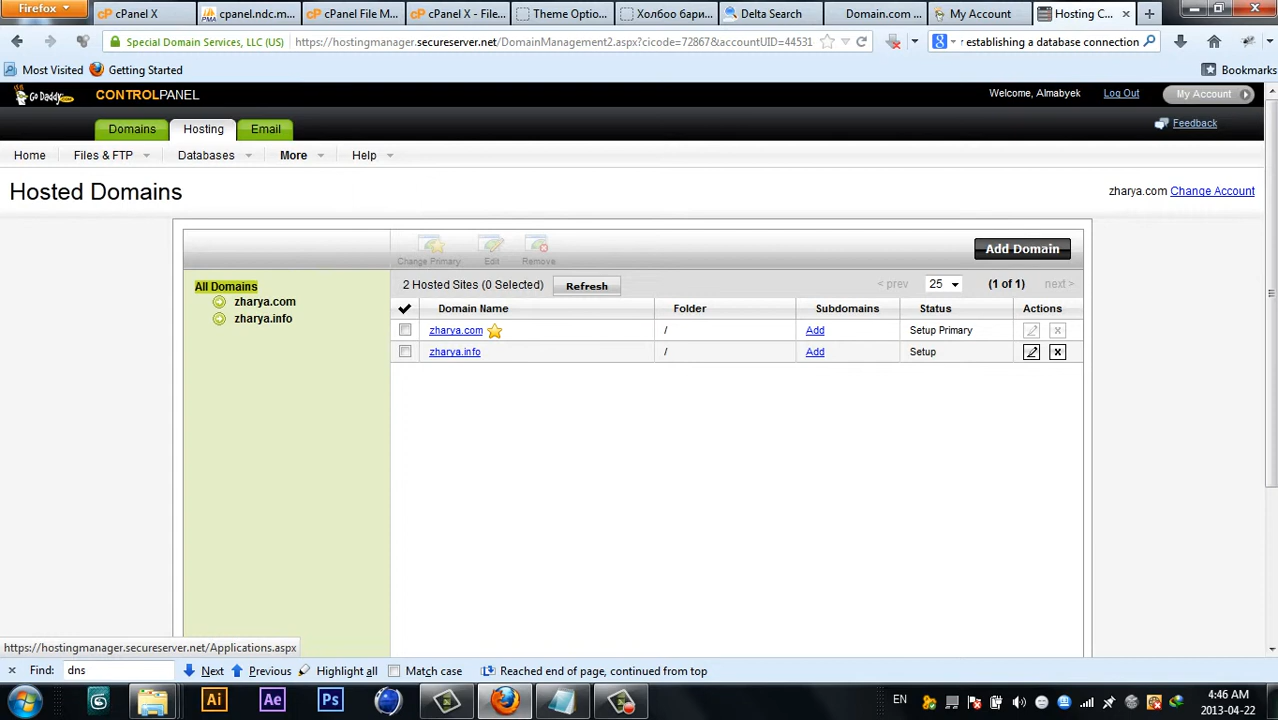 Firefox
cPanel X
cpanel.ndc.m...
cPanel File M...
cPanel X - File...
Theme Optio...
Холбоо бари...
Delta Search
Domain.com ...
My Account
Hosting C...
Special Domain Services, LLC (US)
https://hostingmanager.secureserver.net/DomainManagement2.aspx?cicode=72867&accountUID=44531
r establishing a database connection
Most Visited
Getting Started
Bookmarks
Go Daddy.com
CONTROLPANEL
Welcome, Almabyek
Log Out
My Account
Domains
Hosting
Email
Feedback
Home
Files & FTP
Databases
More
Help
Hosted Domains
zharya.com Change Account
Change Primary
Edit
Remove
Add Domain
All Domains
zharya.com
zharya.info
2 Hosted Sites (0 Selected)
Refresh
< prev
25
(1 of 1)
next >
Domain Name
Folder
Subdomains
Status
Actions
zharya.com
/
Add
Setup Primary
zharya.info
/
Add
Setup
https://hostingmanager.secureserver.net/Applications.aspx
Find:
dns
Next
Previous
Highlight all
Match case
Reached end of page, continued from top
Ai
Ae
Ps
EN
4:46 AM
2013-04-22